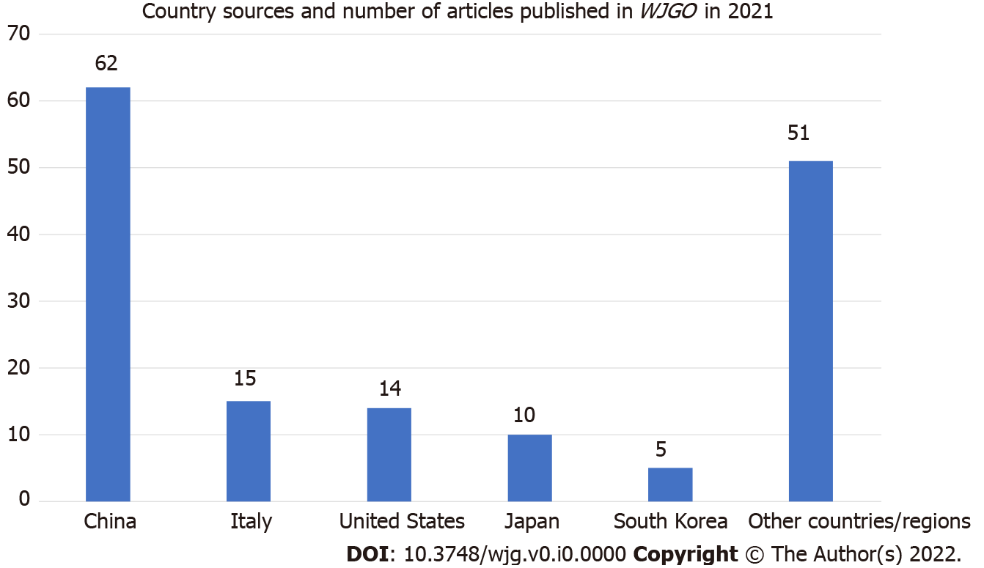 Country sources and number of articles published in WJGO in 2021
70
60
50
40
30
20
10
0
62
15
14
10
5
51
China
Italy
United States
Japan
South Korea
Other countries/regions
DOI: 10.3748/wjg.v0.i0.0000 Copyright © The Author(s) 2022.